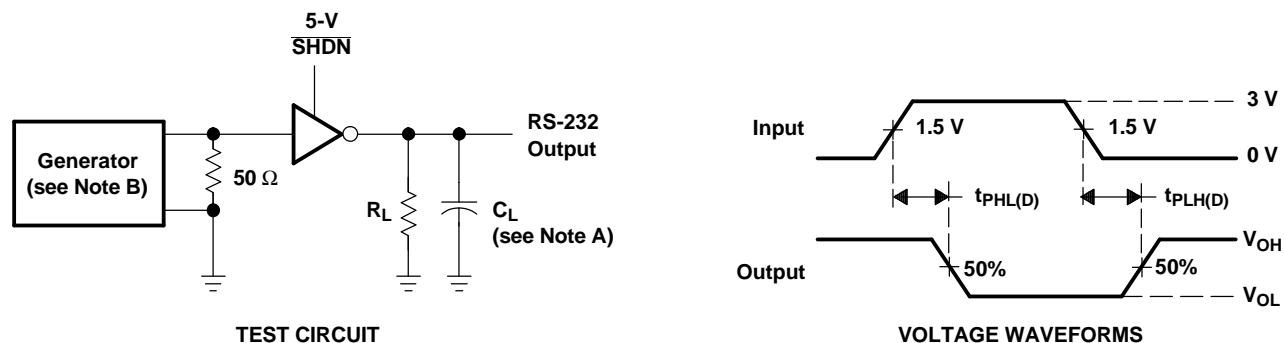 5-V
SHDN
Generator
(see Note B)
50 Ω
RS-232
Output
RL
CL
(see Note A)
TEST CIRCUIT
Input
1.5 V
1.5 V
3 V
0 V
tPHL(D)
tPLH(D)
Output
50%
50%
VOH
VOL
VOLTAGE WAVEFORMS